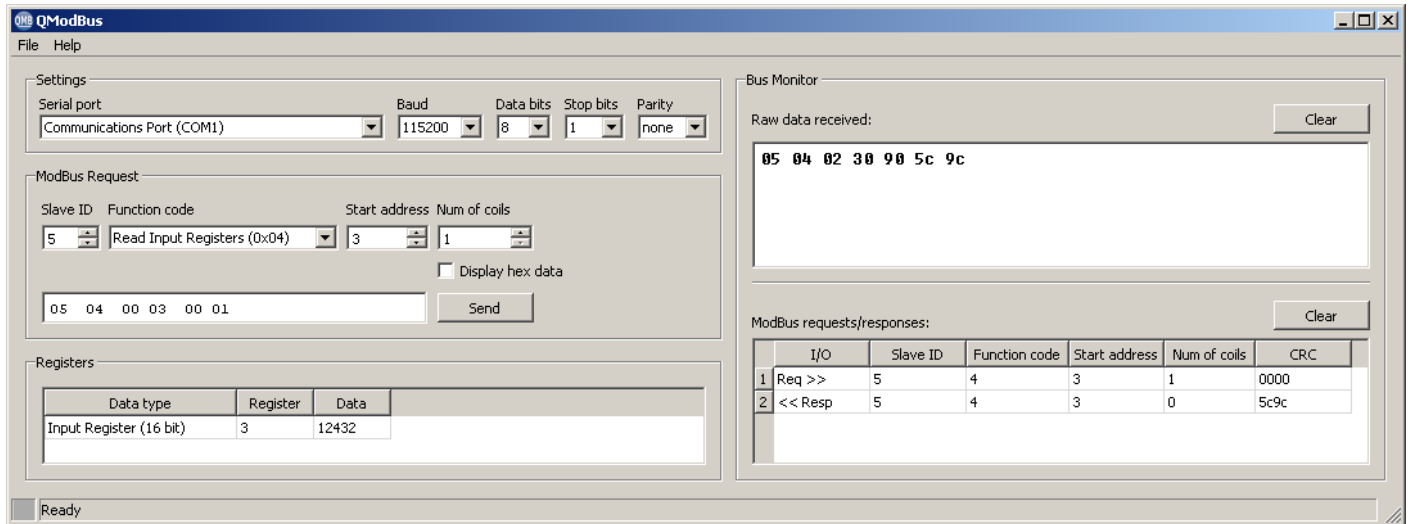 QMB QModBus
File Help
Settings
Serial port Baud Data bits Stop bits Parity
Communications Port (COM1) 115200 8 1 none
ModBus Request
Slave ID Function code Start address Num of coils
5 Read Input Registers (0x04) 3 1
Display hex data
05 04 00 03 00 01 Send
Registers
Data type Register Data
Input Register (16 bit) 3 12432
Bus Monitor
Raw data received: Clear
05 04 02 30 90 5c 9c
ModBus requests/responses: Clear
I/O Slave ID Function code Start address Num of coils CRC
1 Req >> 5 4 3 1 0000
2 << Resp 5 4 3 0 5c9c
Ready